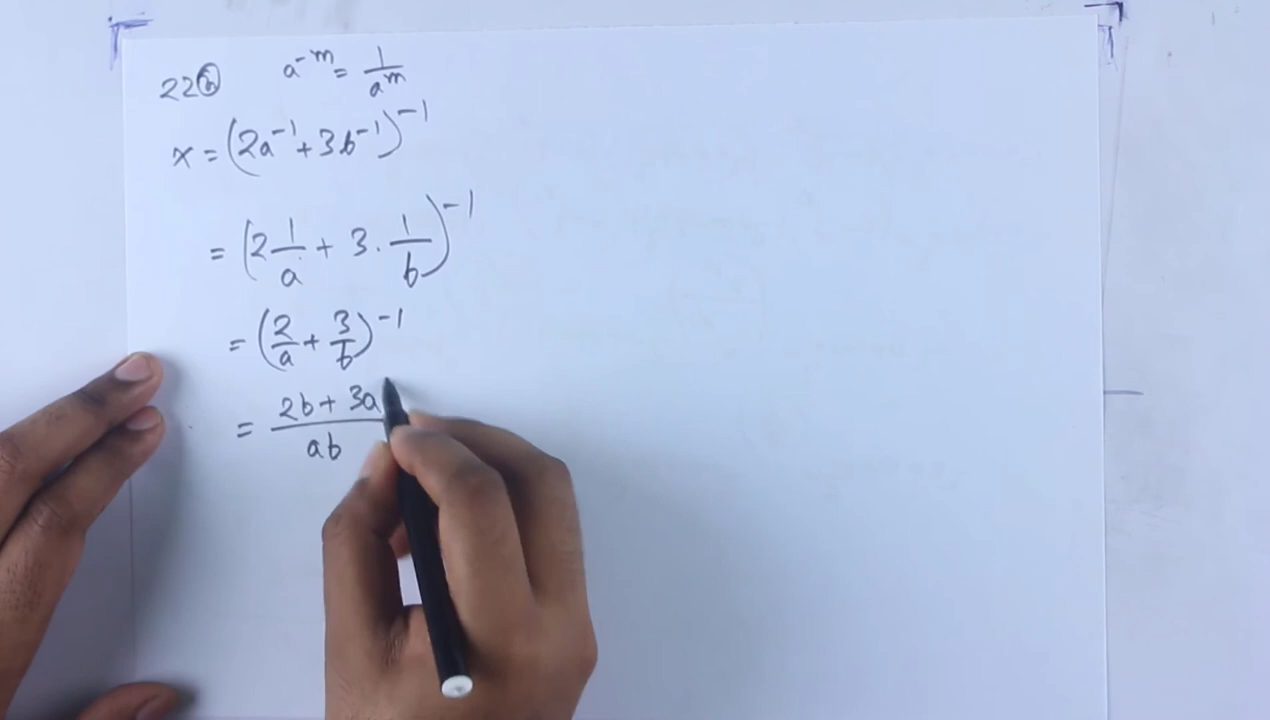 22ⓑ a⁻ᵐ = 1/aᵐ
x = (2a⁻¹ + 3b⁻¹)⁻¹
= (2 1/a + 3 · 1/b)⁻¹
= (2/a + 3/b)⁻¹
= (2b + 3a)/ab